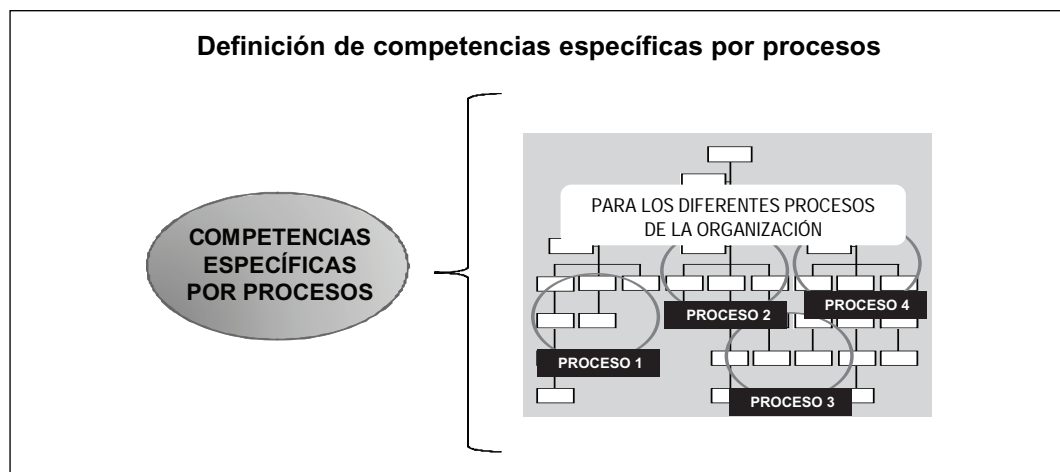 Definición de competencias específicas por procesos
COMPETENCIAS
ESPECÍFICAS
POR PROCESOS
PARA LOS DIFERENTES PROCESOS
DE LA ORGANIZACIÓN
PROCESO 1
PROCESO 2
PROCESO 3
PROCESO 4